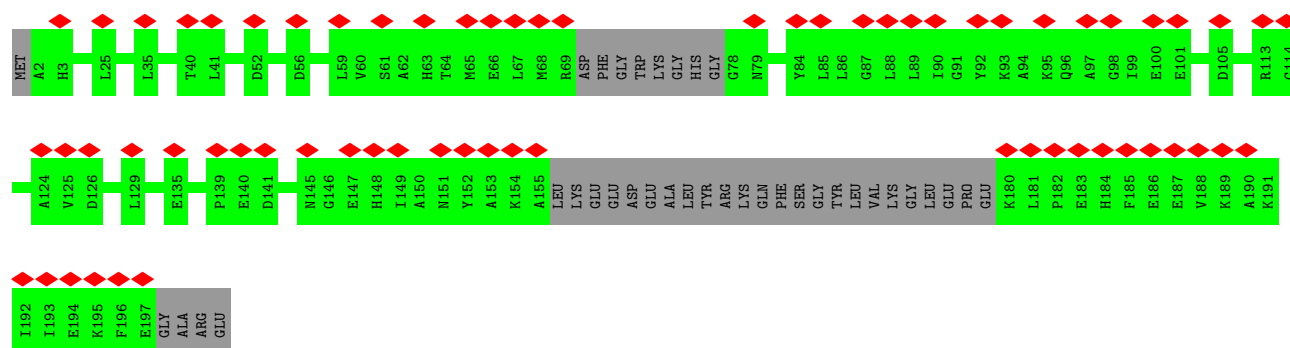 MET A2 H3 L25 L35 T40 L41 D52 D56 L59 V60 S61 A62 H63 T64 M65 E66 L67 M68 R69 ASP PHE GLY TRP LYS GLY HIS GLY G78 N79 Y84 L85 L86 G87 L88 L89 I90 G91 Y92 K93 A94 K95 Q96 A97 G98 I99 E100 E101 D105 R113 G114
A124 V125 D126 L129 E135 P139 E140 D141 N145 G146 E147 H148 I149 A150 N151 Y152 A153 K154 A155 LEU LYS GLU GLU ASP GLU ALA LEU TYR ARG LYS GLN PHE SER GLY TYR LEU VAL LYS GLY LEU GLU PRO GLU K180 L181 P182 E183 H184 F185 E186 E187 V188 K189 A190 K191
I192 I193 E194 K195 F196 E197 GLY ALA ARG GLU